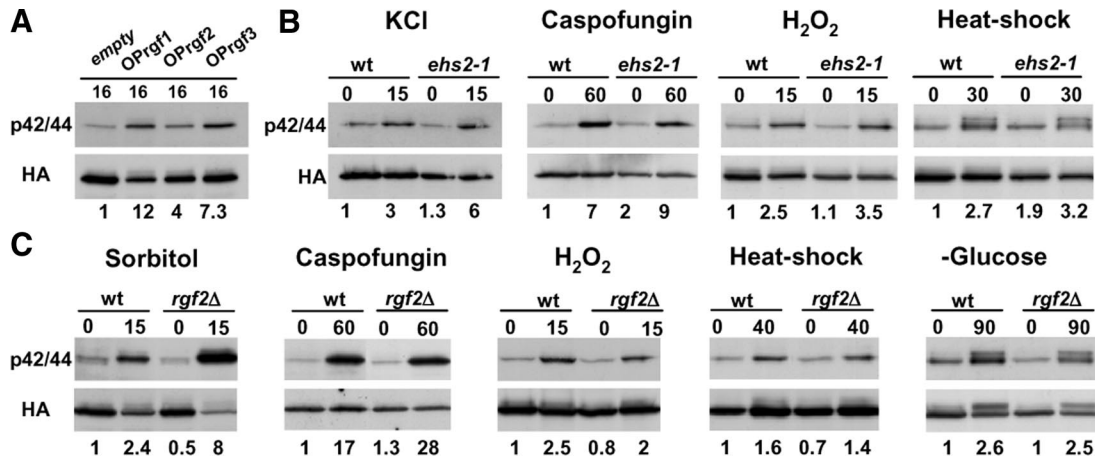 A
empty OPrgf1 OPrgf2 OPrgf3
16 16 16 16
p42/44
HA
1 12 4 7.3
B
KCl Caspofungin H2O2 Heat-shock
wt ehs2-1 wt ehs2-1 wt ehs2-1 wt ehs2-1
0 15 0 15 0 60 0 60 0 15 0 15 0 30 0 30
p42/44
HA
1 3 1.3 6 1 7 2 9 1 2.5 1.1 3.5 1 2.7 1.9 3.2
C
Sorbitol Caspofungin H2O2 Heat-shock -Glucose
wt rgf2Δ wt rgf2Δ wt rgf2Δ wt rgf2Δ wt rgf2Δ
0 15 0 15 0 60 0 60 0 15 0 15 0 40 0 40 0 90 0 90
p42/44
HA
1 2.4 0.5 8 1 17 1.3 28 1 2.5 0.8 2 1 1.6 0.7 1.4 1 2.6 1 2.5